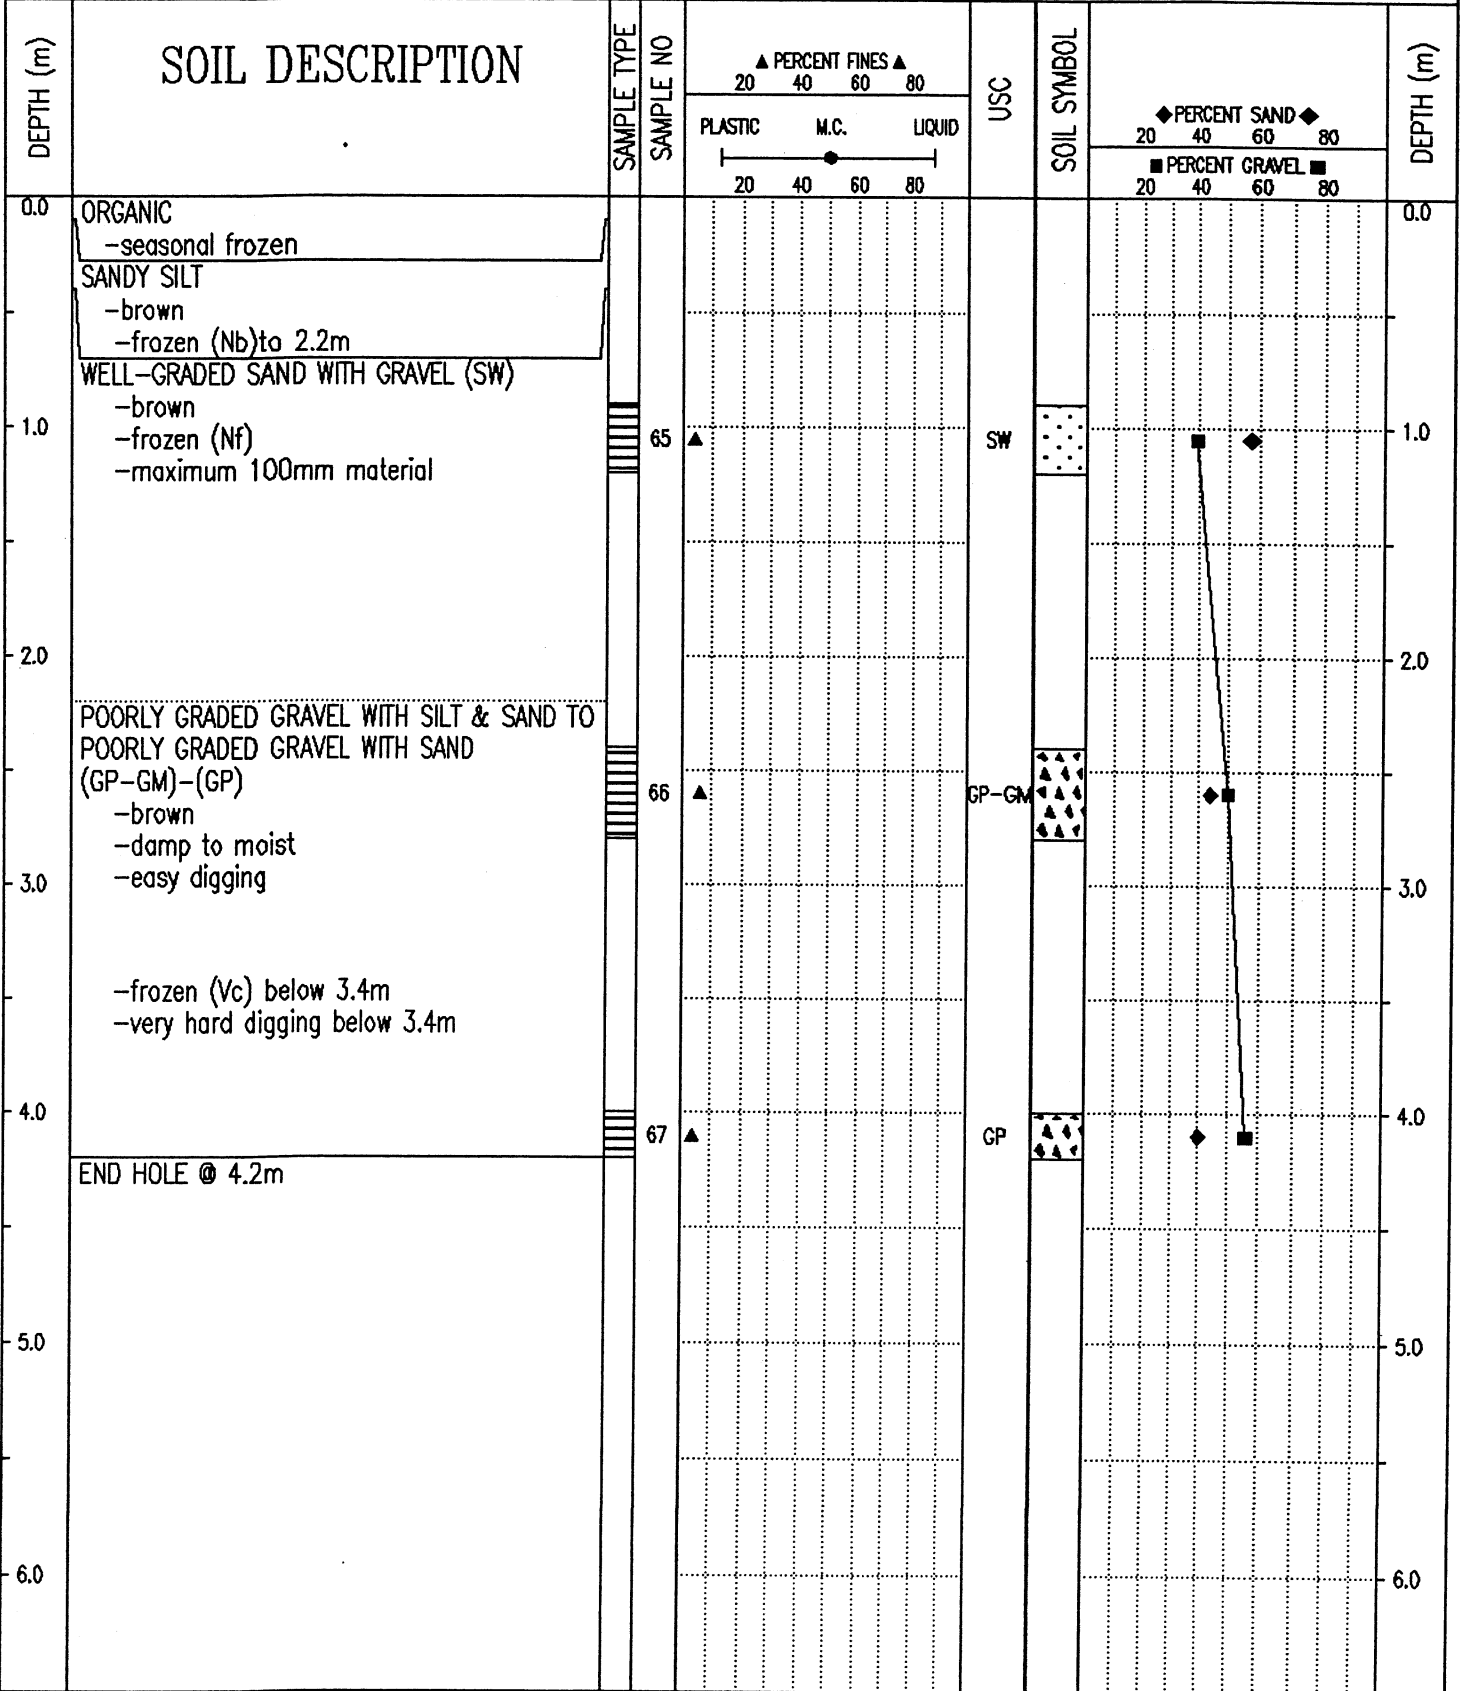 DEPTH (m)
SOIL DESCRIPTION
SAMPLE TYPE
SAMPLE NO
▲ PERCENT FINES ▲
20 40 60 80
PLASTIC M.C. LIQUID
20 40 60 80
USC
SOIL SYMBOL
◆PERCENT SAND◆
20 40 60 80
■ PERCENT GRAVEL ■
20 40 60 80
DEPTH (m)
0.0
ORGANIC
-seasonal frozen
0.0
SANDY SILT
-brown
-frozen (Nb)to 2.2m
WELL-GRADED SAND WITH GRAVEL (SW)
-brown
1.0
-frozen (Nf)
65
SW
1.0
-maximum 100mm material
2.0
2.0
POORLY GRADED GRAVEL WITH SILT & SAND TO
POORLY GRADED GRAVEL WITH SAND
(GP-GM)-(GP)
66
GP-GM
-brown
-damp to moist
-easy digging
3.0
3.0
-frozen (Vc) below 3.4m
-very hard digging below 3.4m
4.0
4.0
67
GP
END HOLE @ 4.2m
5.0
5.0
6.0
6.0